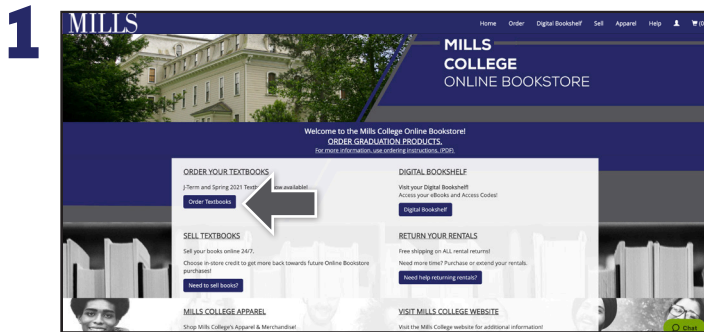 1
MILLS
Home Order Digital Bookshelf Sell Apparel Help (0
MILLS
COLLEGE
ONLINE BOOKSTORE
Welcome to the Mills College Online Bookstore!
ORDER GRADUATION PRODUCTS.
For more information, use ordering instructions. (PDF)
ORDER YOUR TEXTBOOKS
J-Term and Spring 2021 now available!
Order Textbooks
DIGITAL BOOKSHELF
Visit your Digital Bookshelf!
Access your eBooks and Access Codes!
Digital Bookshelf
SELL TEXTBOOKS
Sell your books online 24/7.
Choose in-store credit to get more back towards future Online Bookstore
purchases!
Need to sell books?
RETURN YOUR RENTALS
Free shipping on ALL rental returns!
Need more time? Purchase or extend your rentals.
Need help returning rentals?
MILLS COLLEGE APPAREL
Shop Mills College's Apparel & Merchandise!
VISIT MILLS COLLEGE WEBSITE
Visit the Mills College website for additional information!
Chat